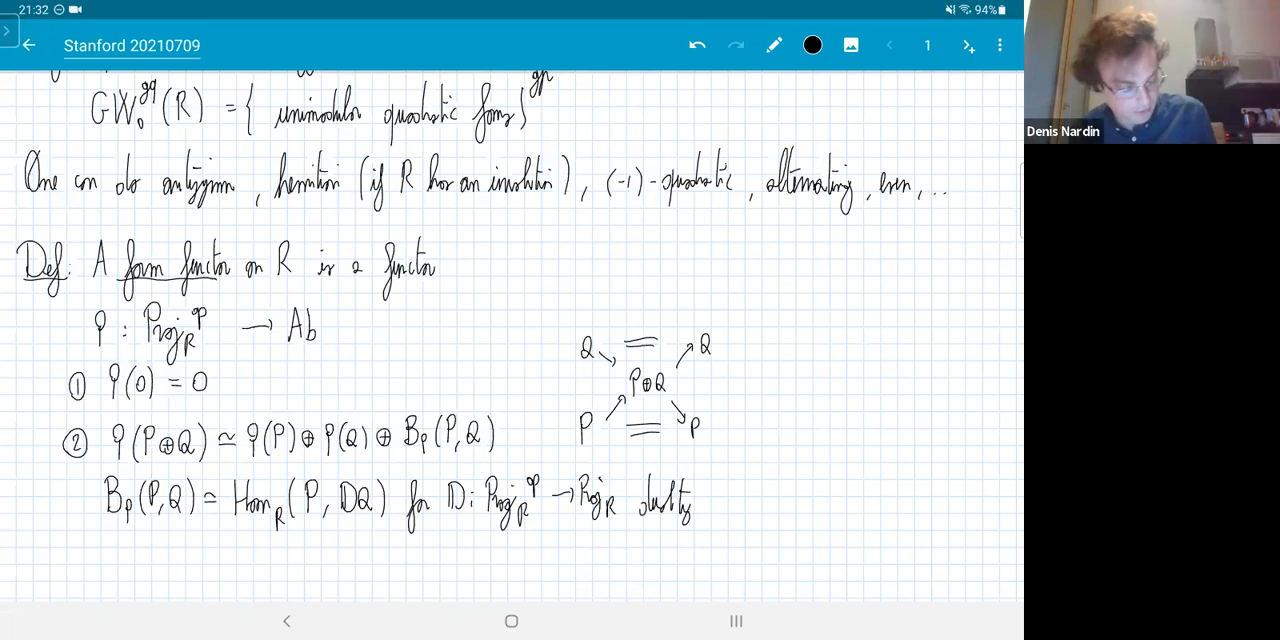 21:32
94%
Stanford 20210709
1
GW₀^{gq}(R) = { unimodular quadratic forms }^{gp}
One can do antisymm, hermitian (if R has an involution), (-1)-quadratic, alternating, even, ...
Def: A form functor on R is a functor
Ϙ : Proj_R^{op} → Ab
① Ϙ(0) = 0
② Ϙ(P⊕Q) ≃ Ϙ(P) ⊕ Ϙ(Q) ⊕ B_Ϙ(P,Q)
B_Ϙ(P,Q) ≃ Hom_R(P, DQ) for D: Proj_R^{op} → Proj_R duality
Q = Q
P⊕Q
P = P
Denis Nardin